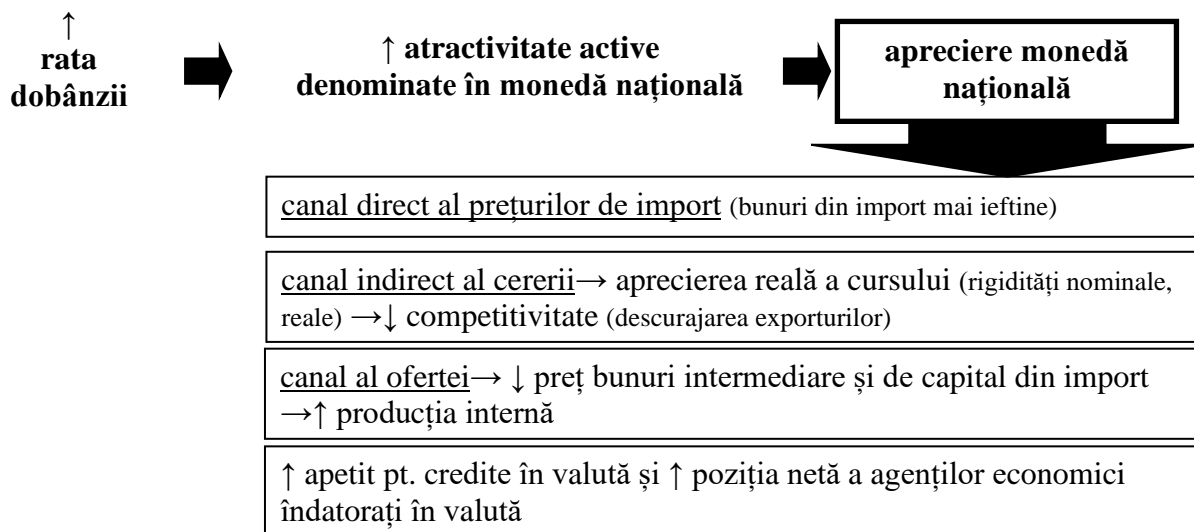 ↑
rata
dobânzii
↑ atractivitate active
denominate în monedă națională
apreciere monedă
națională
canal direct al prețurilor de import (bunuri din import mai ieftine)
canal indirect al cererii→ aprecierea reală a cursului (rigidități nominale,
reale) →↓ competitivitate (descurajarea exporturilor)
canal al ofertei→ ↓ preț bunuri intermediare și de capital din import
→↑ producția internă
↑ apetit pt. credite în valută și ↑ poziția netă a agenților economici
îndatorați în valută